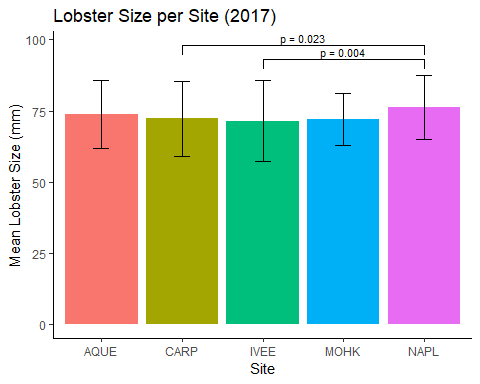 Lobster Size per Site (2017)
100
p = 0.023
p = 0.004
75
50
25
0
Mean Lobster Size (mm)
AQUE CARP IVEE MOHK NAPL
Site